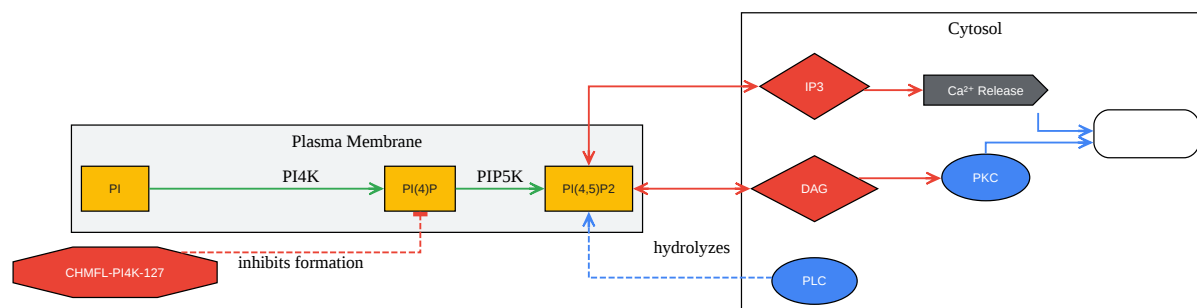 Cytosol
IP3
Ca²⁺ Release
Plasma Membrane
PI
PI4K
PI(4)P
PIP5K
PI(4,5)P2
DAG
PKC
hydrolyzes
inhibits formation
CHMFL-PI4K-127
PLC